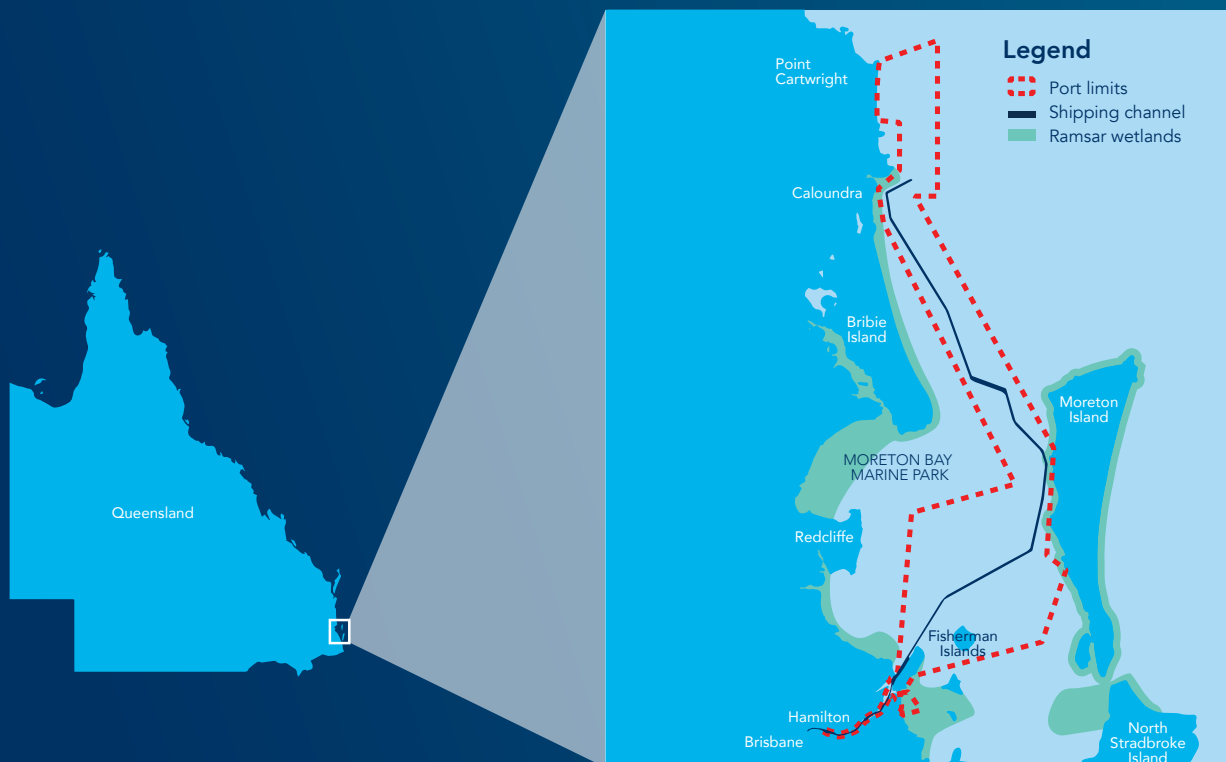 Legend
Port limits
Shipping channel
Ramsar wetlands
Point
Cartwright
Caloundra
Bribie
Island
Moreton
Island
MORETON BAY
MARINE PARK
Queensland
Redcliffe
Fisherman
Islands
Hamilton
Brisbane
North
Stradbroke
Island